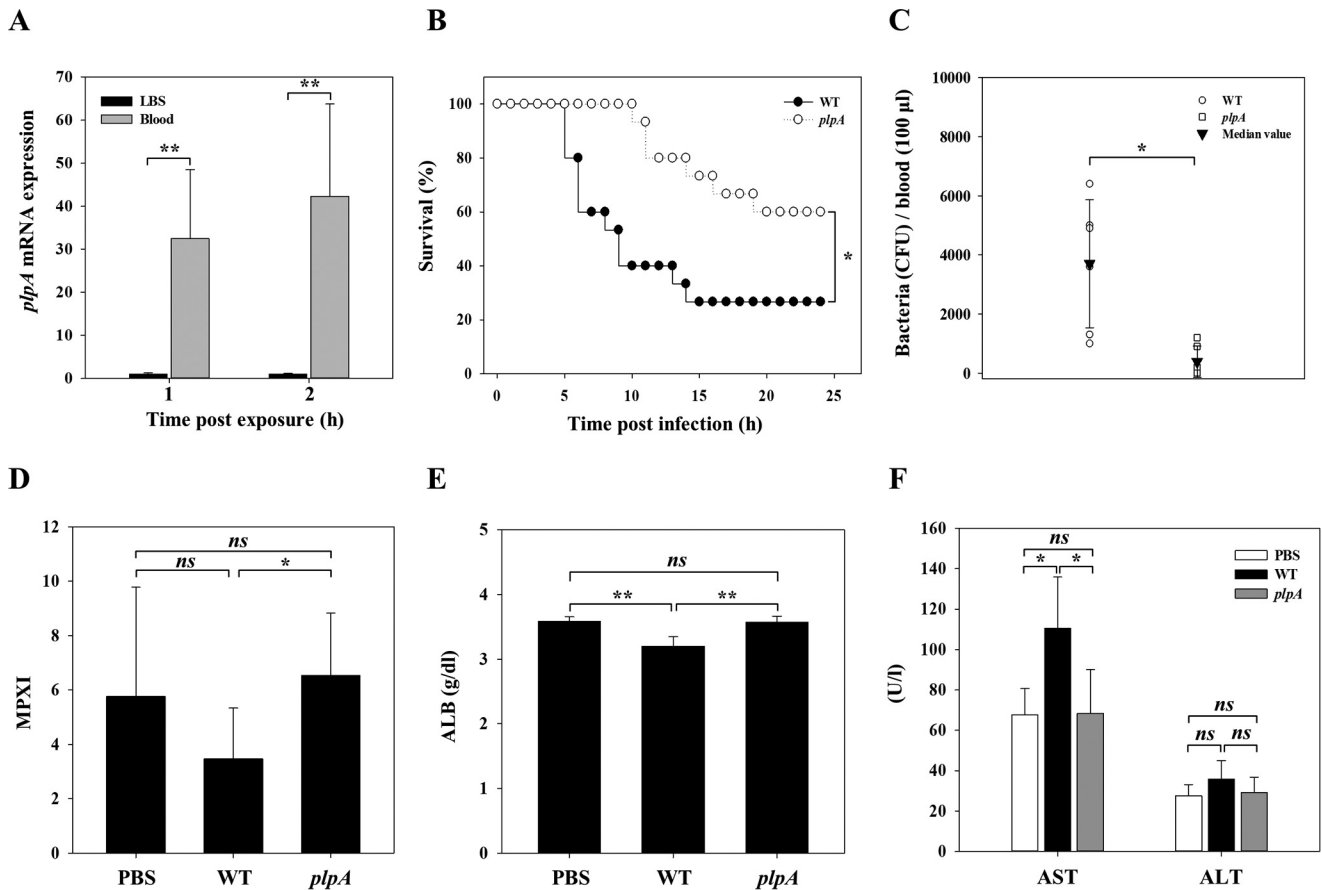 A
plpA mRNA expression
70
60
50
40
30
20
10
0
LBS
Blood
**
**
1
2
Time post exposure (h)
B
Survival (%)
100
80
60
40
20
0
WT
plpA
*
0
5
10
15
20
25
Time post infection (h)
C
Bacteria (CFU) / blood (100 µl)
10000
8000
6000
4000
2000
0
WT
plpA
Median value
*
D
MPXI
12
10
8
6
4
2
0
ns
ns
*
PBS
WT
plpA
E
ALB (g/dl)
5
4
3
2
1
0
ns
**
**
PBS
WT
plpA
F
(U/l)
160
140
120
100
80
60
40
20
0
PBS
WT
plpA
ns
*
*
ns
ns
ns
AST
ALT